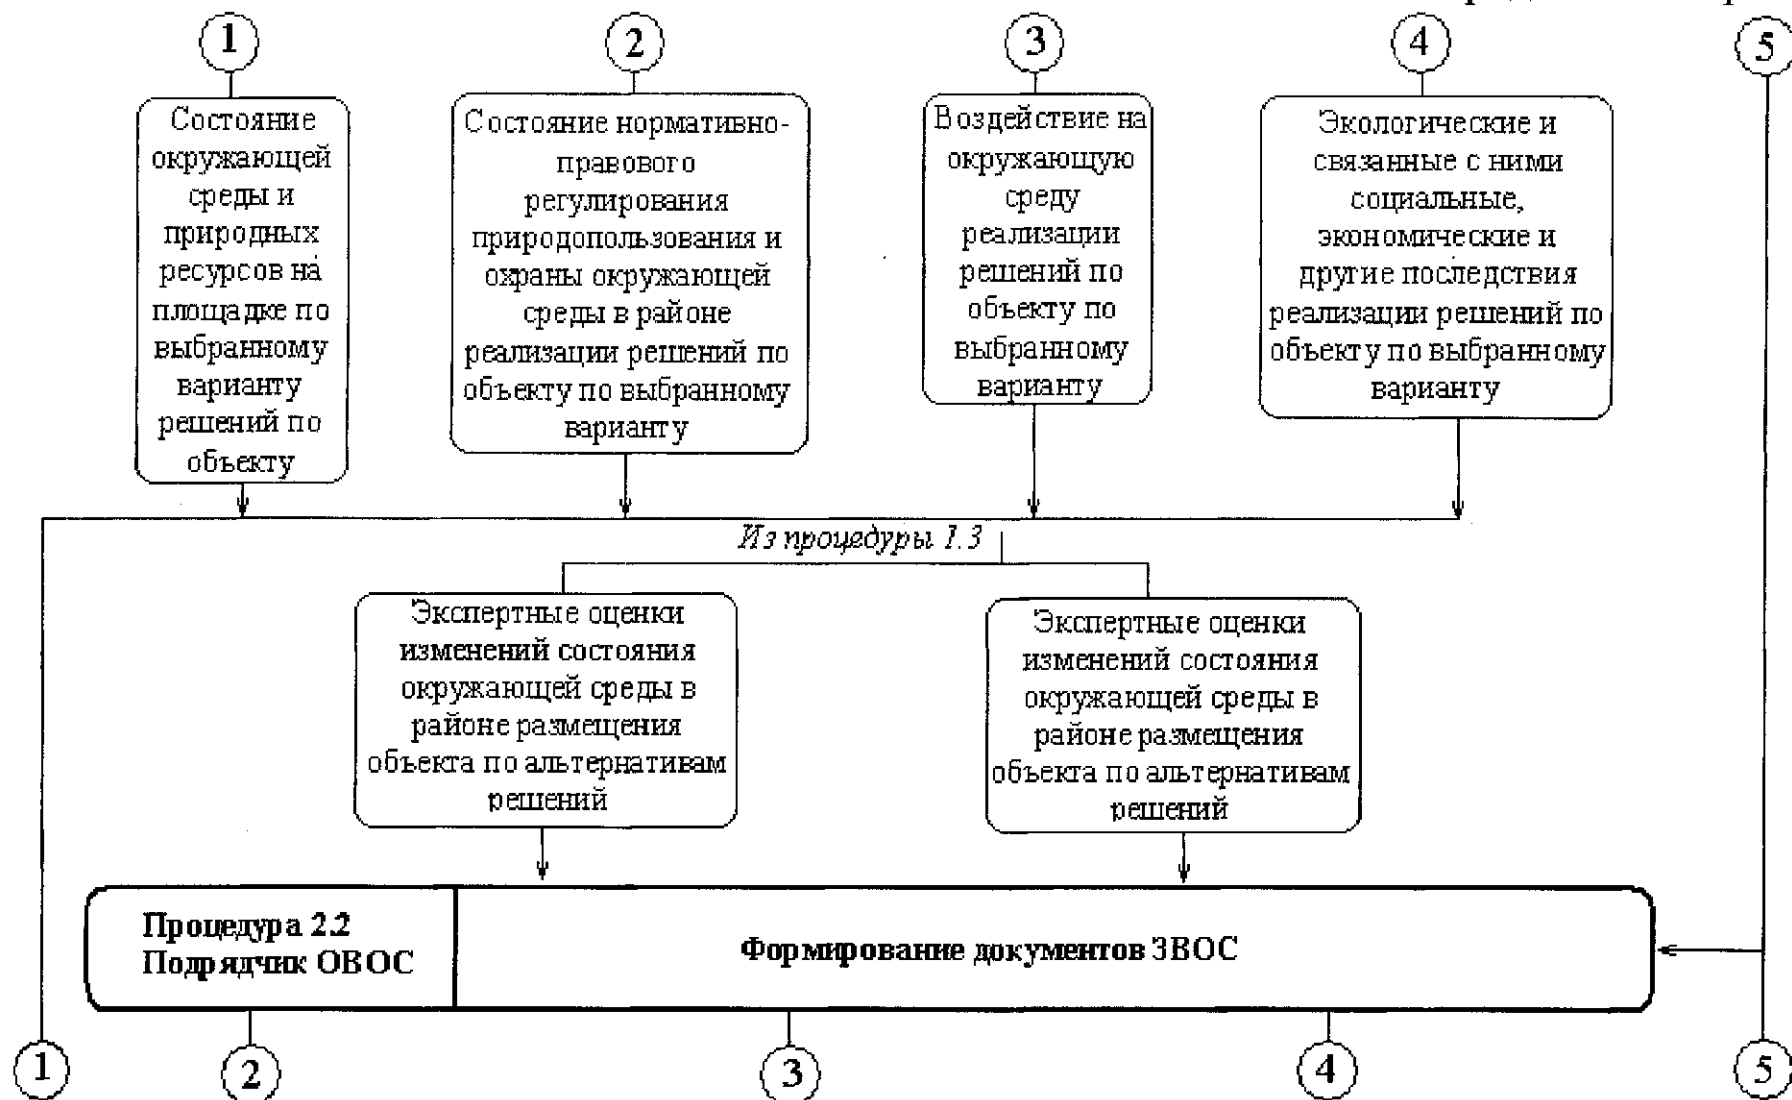 1
2
3
4
5
Состояние
окружающей
среды и
природных
ресурсов на
площадке по
выбранному
варианту
решений по
объекту
Состояние нормативно-
правового
регулирования
природопользования и
охраны окружающей
среды в районе
реализации решений по
объекту по выбранному
варианту
Воздействие на
окружающую
среду
реализации
решений по
объекту по
выбранному
варианту
Экологические и
связанные с ними
социальные,
экономические и
другие последствия
реализации решений по
объекту по выбранному
варианту
Из процедуры 1.3
Экспертные оценки
изменений состояния
окружающей среды в
районе размещения
объекта по альтернативам
решений
Экспертные оценки
изменений состояния
окружающей среды в
районе размещения
объекта по альтернативам
решений
Процедура 2.2
Подрядчик ОВОС
Формирование документов ЗВОС
1
2
3
4
5